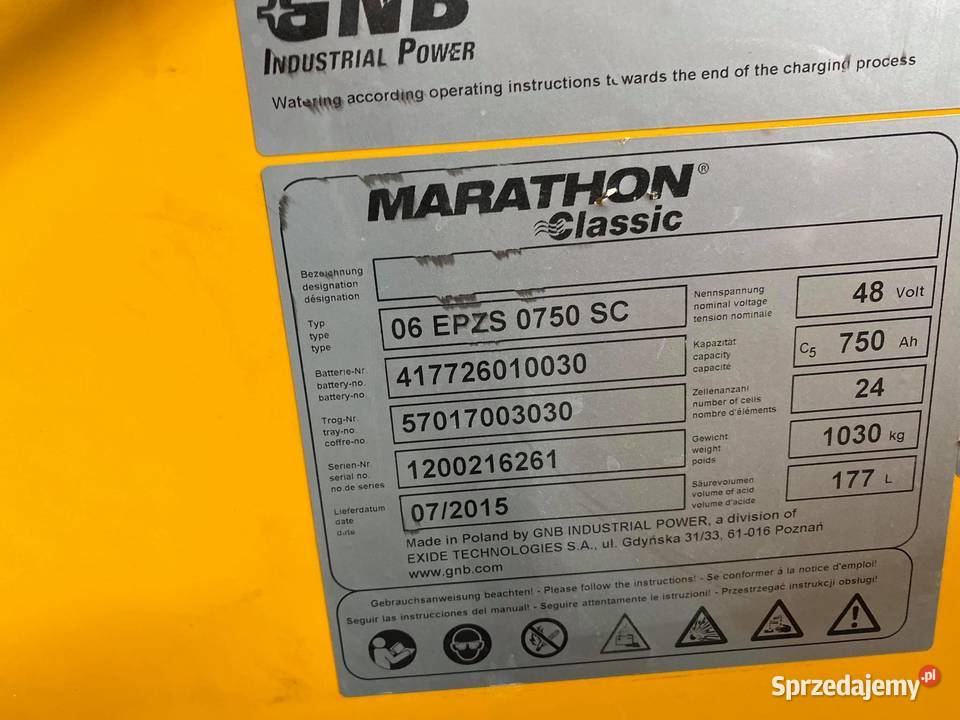 GNB
INDUSTRIAL POWER
Watering according operating instructions towards the end of the charging process
MARATHON®
Classic
Bezeichnung
designation
désignation
Typ
type
type
06 EPZS 0750 SC
Batterie-Nr.
battery-no.
battery-no.
417726010030
Trog-Nr.
tray-no.
coffre-no.
57017003030
Serien-Nr.
serial no.
no.de series
1200216261
Lieferdatum
date
date
07/2015
Nennspannung
nominal voltage
tension nominale
48 Volt
Kapazität
capacity
capacité
C5 750 Ah
Zellenanzahl
number of cells
nombre d'éléments
24
Gewicht
weight
poids
1030 kg
Säurevolumen
volume of acid
volume d'acide
177 L
Made in Poland by GNB INDUSTRIAL POWER, a division of
EXIDE TECHNOLOGIES S.A., ul. Gdyńska 31/33, 61-016 Poznań
www.gnb.com
Gebrauchsanweisung beachten! - Please follow the instructions! - Se conformer à la notice d'emploi!
Seguir las instrucciones del manual! - Seguire attentamente le istruzioni! - Przestrzegać instrukcji obsługi!
Sprzedajemy.pl